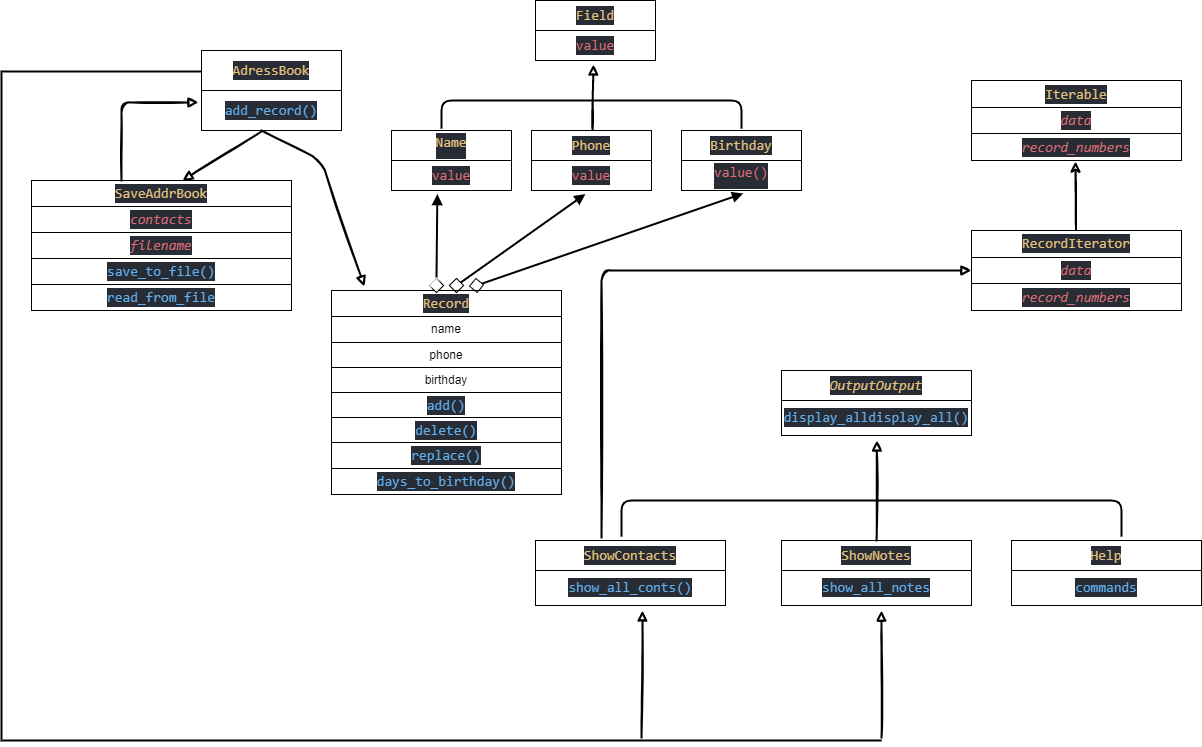 Field
value
AdressBook
add_record()
Iterable
data
record_numbers
Name
value
Phone
value
Birthday
value()
SaveAddrBook
contacts
filename
save_to_file()
read_from_file
RecordIterator
data
record_numbers
Record
name
phone
birthday
add()
delete()
replace()
days_to_birthday()
OutputOutput
display_alldisplay_all()
ShowContacts
show_all_conts()
ShowNotes
show_all_notes
Help
commands